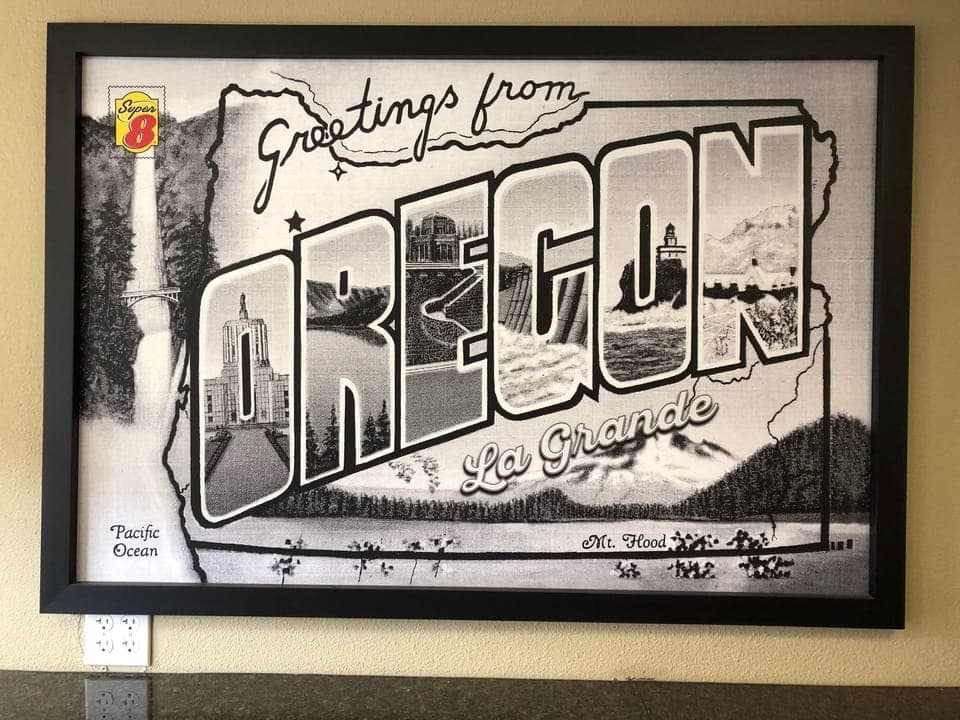 Super
8
Greetings from
OREGON
La Grande
Pacific
Ocean
Mt. Hood